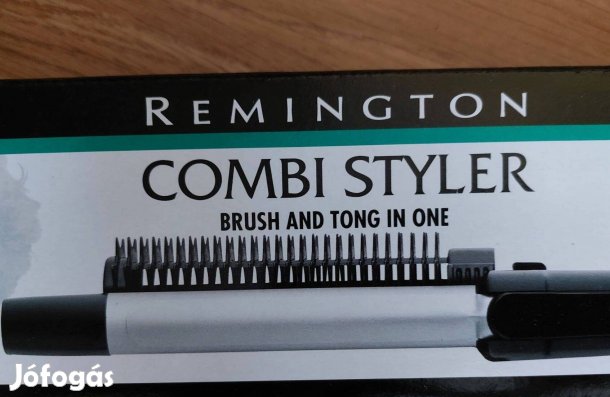 REMINGTON
COMBI STYLER
BRUSH AND TONG IN ONE
Jófogás